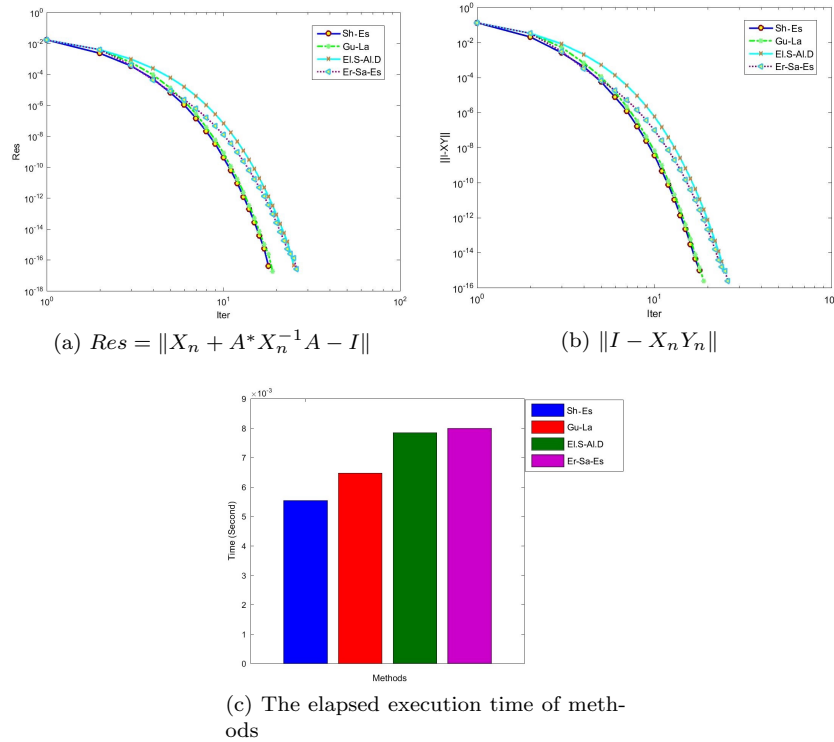 10^0
10^-2
10^-4
10^-6
10^-8
10^-10
10^-12
10^-14
10^-16
10^-18
Res
10^0
10^1
10^2
Iter
Sh-Es
Gu-La
El.S-Al.D
Er-Sa-Es
(a) Res = ‖X_n + A*X_n^{-1}A − I‖
10^0
10^-2
10^-4
10^-6
10^-8
10^-10
10^-12
10^-14
10^-16
||I-XY||
10^0
10^1
10
Iter
Sh-Es
Gu-La
El.S-Al.D
Er-Sa-Es
(b) ‖I − X_nY_n‖
×10^-3
9
8
7
6
5
4
3
2
1
0
Time (Second)
Methods
Sh-Es
Gu-La
El.S-Al.D
Er-Sa-Es
(c) The elapsed execution time of meth-
ods